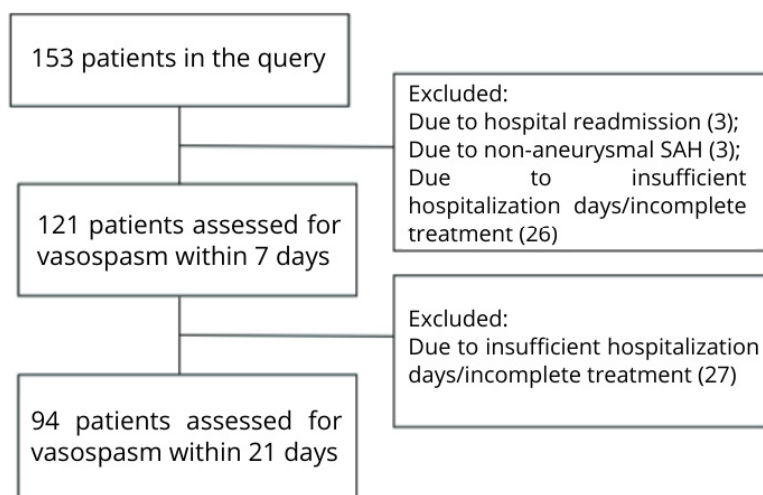 153 patients in the query
Excluded:
Due to hospital readmission (3);
Due to non-aneurysmal SAH (3);
Due to insufficient
hospitalization days/incomplete
treatment (26)
121 patients assessed for
vasospasm within 7 days
Excluded:
Due to insufficient hospitalization
days/incomplete treatment (27)
94 patients assessed for
vasospasm within 21 days